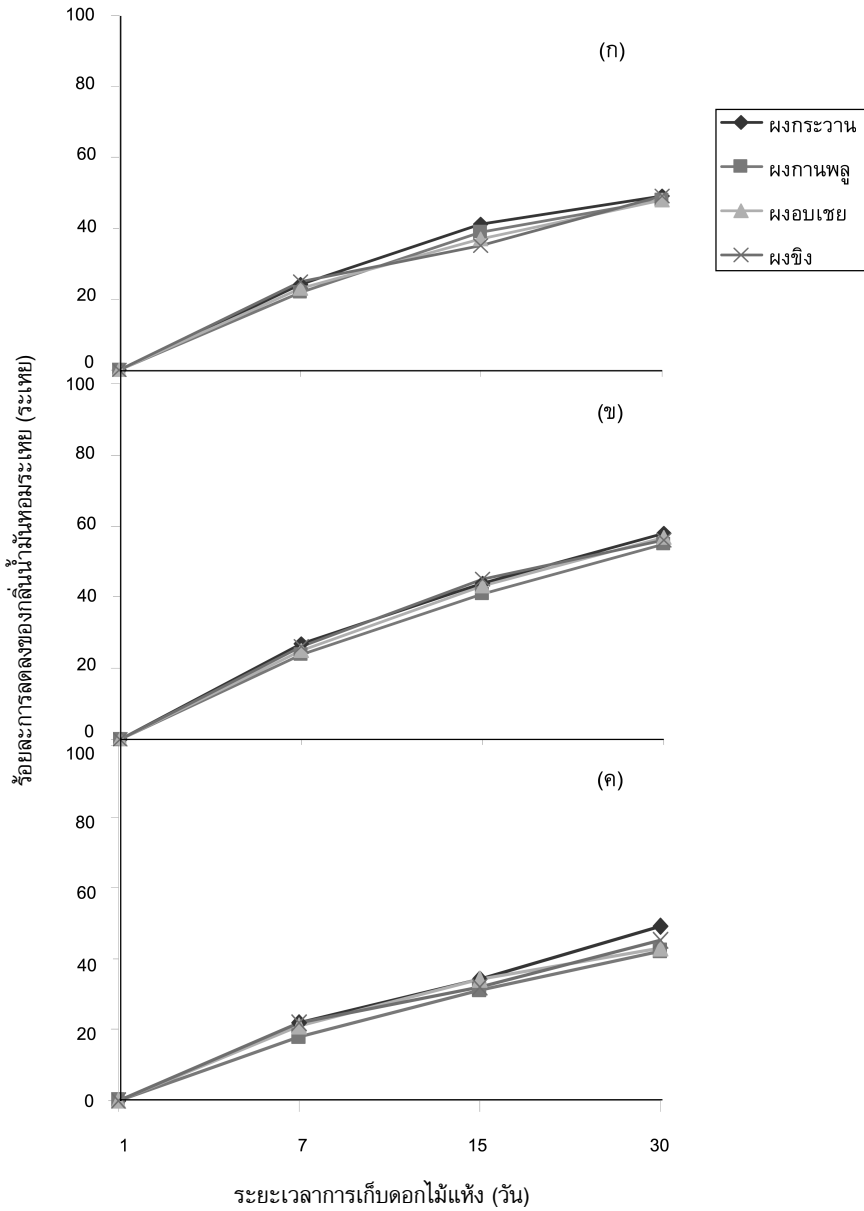 ร้อยละการลดลงของกลิ่นน้ำมันหอมระเหย (ระเหย)
100
80
60
40
20
0
(ก)
ผงกระวาน
ผงกานพลู
ผงอบเชย
ผงขิง
100
80
60
40
20
0
(ข)
100
80
60
40
20
0
(ค)
1 7 15 30
ระยะเวลาการเก็บดอกไม้แห้ง (วัน)